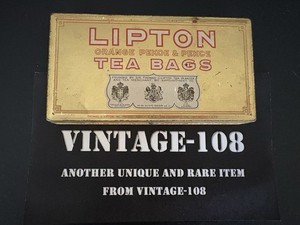 LIPTON
ORANGE PEKOE & PEKOE
TEA BAGS
VINTAGE-108
ANOTHER UNIQUE AND RARE ITEM
FROM VINTAGE-108